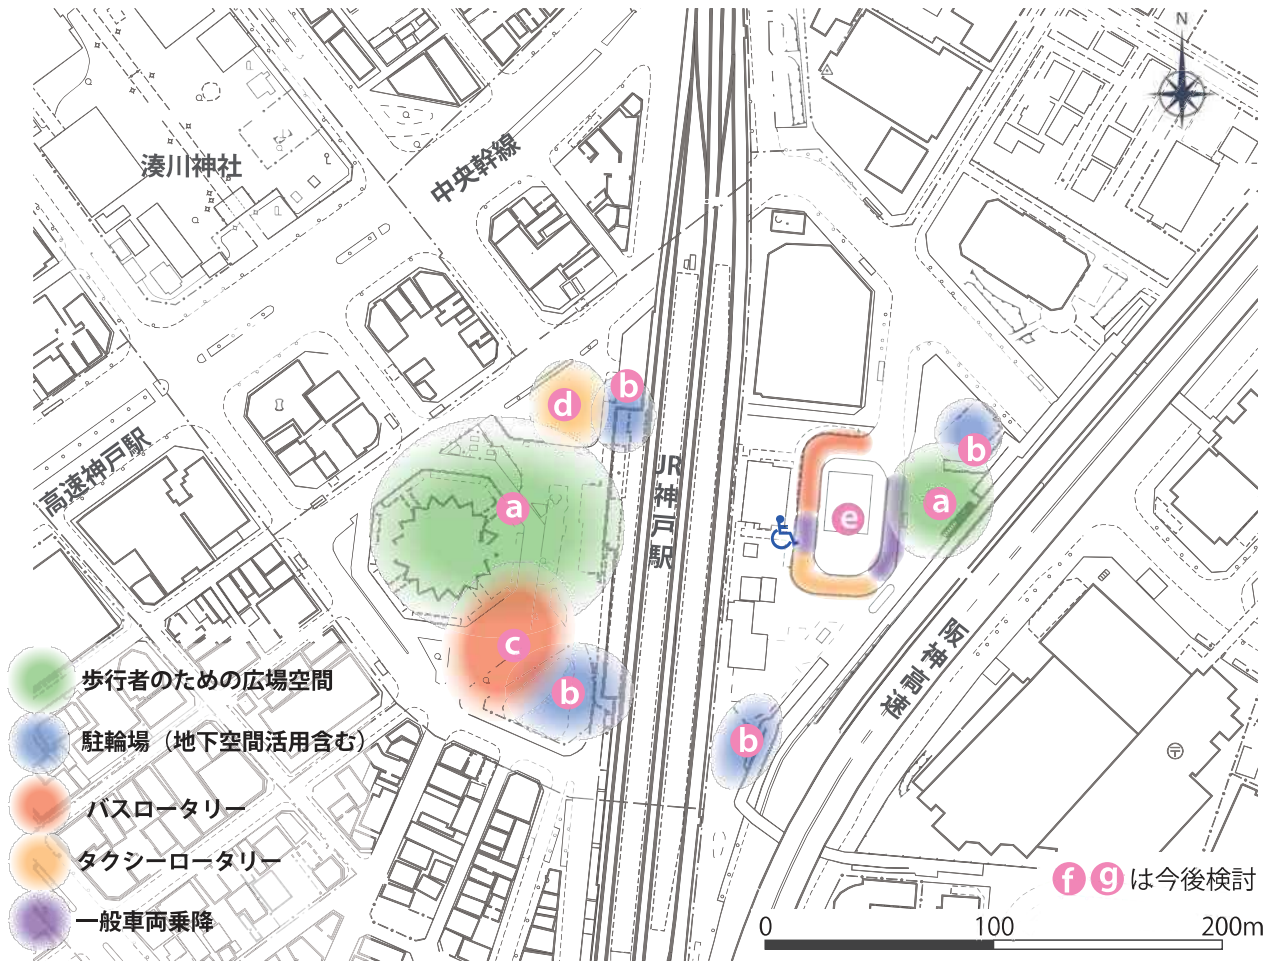 N
湊川神社
中央幹線
高速神戸駅
d
b
JR神戸駅
a
b
a
e
c
b
b
阪神高速
歩行者のための広場空間
駐輪場（地下空間活用含む）
バスロータリー
タクシーロータリー
一般車両乗降
f g は今後検討
0 100 200m